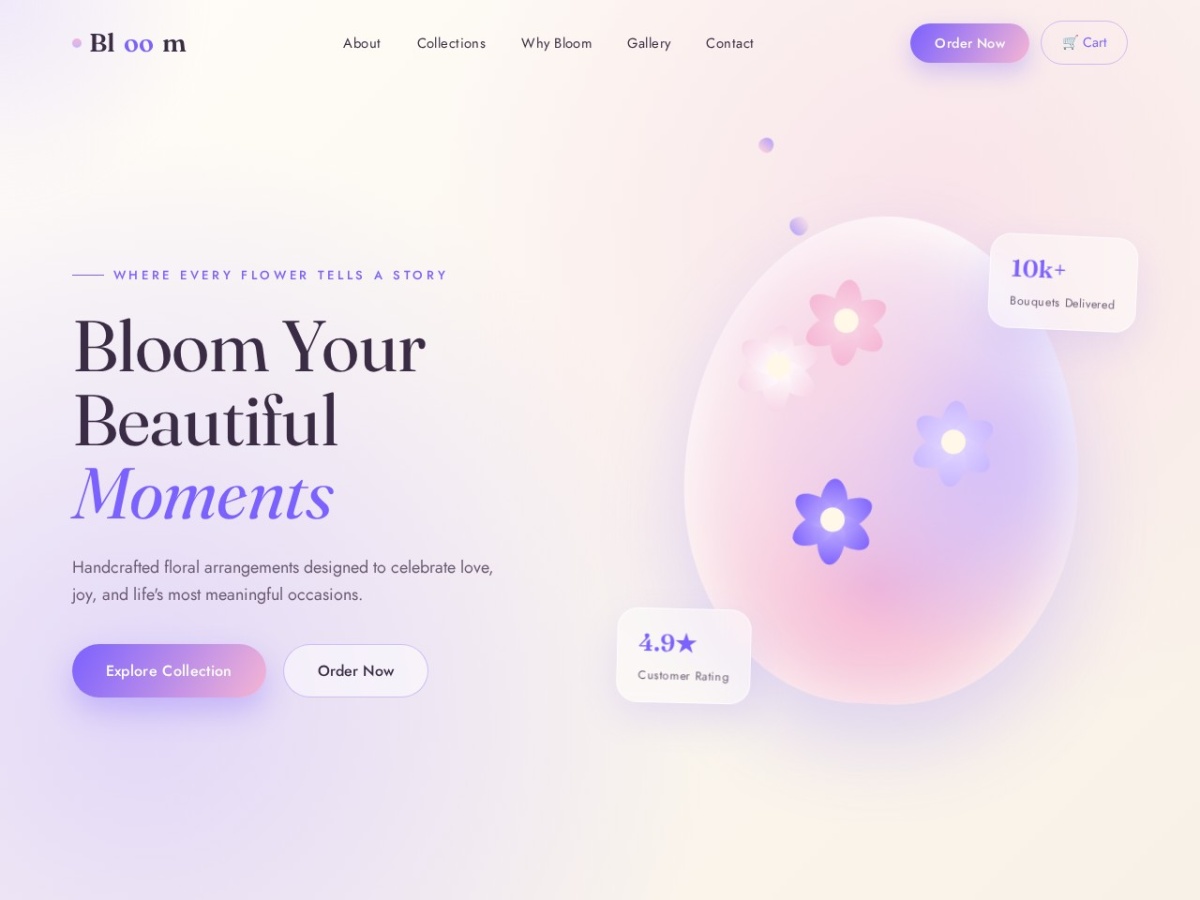 Bloom
About
Collections
Why Bloom
Gallery
Contact
Order Now
🛒 Cart
WHERE EVERY FLOWER TELLS A STORY
Bloom Your
Beautiful
Moments
Handcrafted floral arrangements designed to celebrate love,
joy, and life's most meaningful occasions.
Explore Collection
Order Now
10k+
Bouquets Delivered
4.9★
Customer Rating